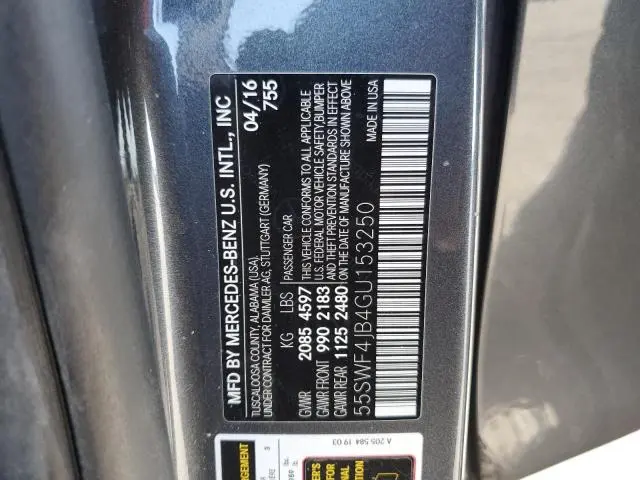 MFD BY MERCEDES-BENZ U.S. INTL., INC
TUSCALOOSA COUNTY, ALABAMA (USA),
UNDER CONTRACT FOR DAIMLER AG, STUTTGART (GERMANY)
04/16
755
KG LBS
PASSENGER CAR
GVWR 2085 4597
GAWR FRONT 990 2183
GAWR REAR 1125 2480
THIS VEHICLE CONFORMS TO ALL APPLICABLE
U.S. FEDERAL MOTOR VEHICLE SAFETY,BUMPER
AND THEFT PREVENTION STANDARDS IN EFFECT
ON THE DATE OF MANUFACTURE SHOWN ABOVE
55SWF4JB4GU153250
MADE IN USA
A 205 584 19 03